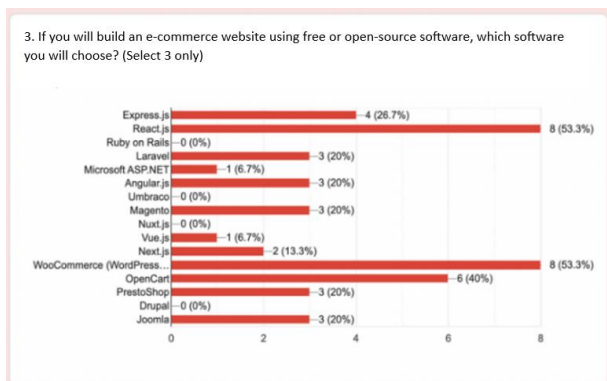 3. If you will build an e-commerce website using free or open-source software, which software
you will choose? (Select 3 only)
Express.js 4 (26.7%)
React.js 8 (53.3%)
Ruby on Rails 0 (0%)
Laravel 3 (20%)
Microsoft ASP.NET 1 (6.7%)
Angular.js 3 (20%)
Umbraco 0 (0%)
Magento 3 (20%)
Nuxt.js 0 (0%)
Vue.js 1 (6.7%)
Next.js 2 (13.3%)
WooCommerce (WordPress... 8 (53.3%)
OpenCart 6 (40%)
PrestoShop 3 (20%)
Drupal 0 (0%)
Joomla 3 (20%)
0 2 4 6 8